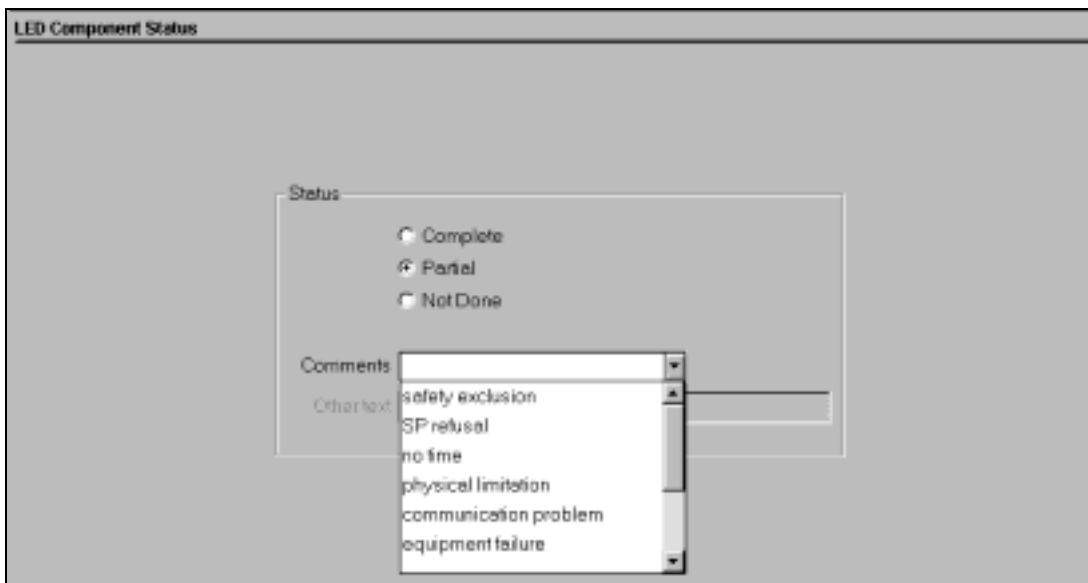 LED Component Status
Status
Complete
Partial
Not Done
Comments
Other text
safety exclusion
SP refusal
no time
physical limitation
communication problem
equipment failure